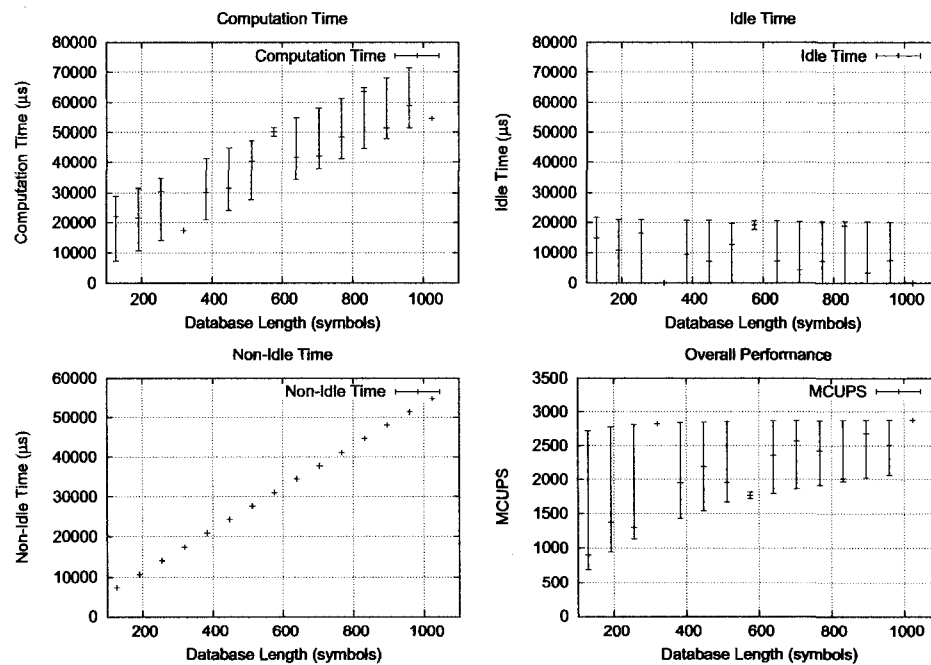 Computation Time
80000
70000
60000
50000
40000
30000
20000
10000
0
Computation Time
Computation Time (µs)
200 400 600 800 1000
Database Length (symbols)
Idle Time
80000
70000
60000
50000
40000
30000
20000
10000
0
Idle Time
Idle Time (µs)
200 400 600 800 1000
Database Length (symbols)
Non-Idle Time
60000
50000
40000
30000
20000
10000
0
Non-Idle Time
Non-Idle Time (µs)
200 400 600 800 1000
Database Length (symbols)
Overall Performance
3500
3000
2500
2000
1500
1000
500
0
MCUPS
MCUPS
200 400 600 800 1000
Database Length (symbols)